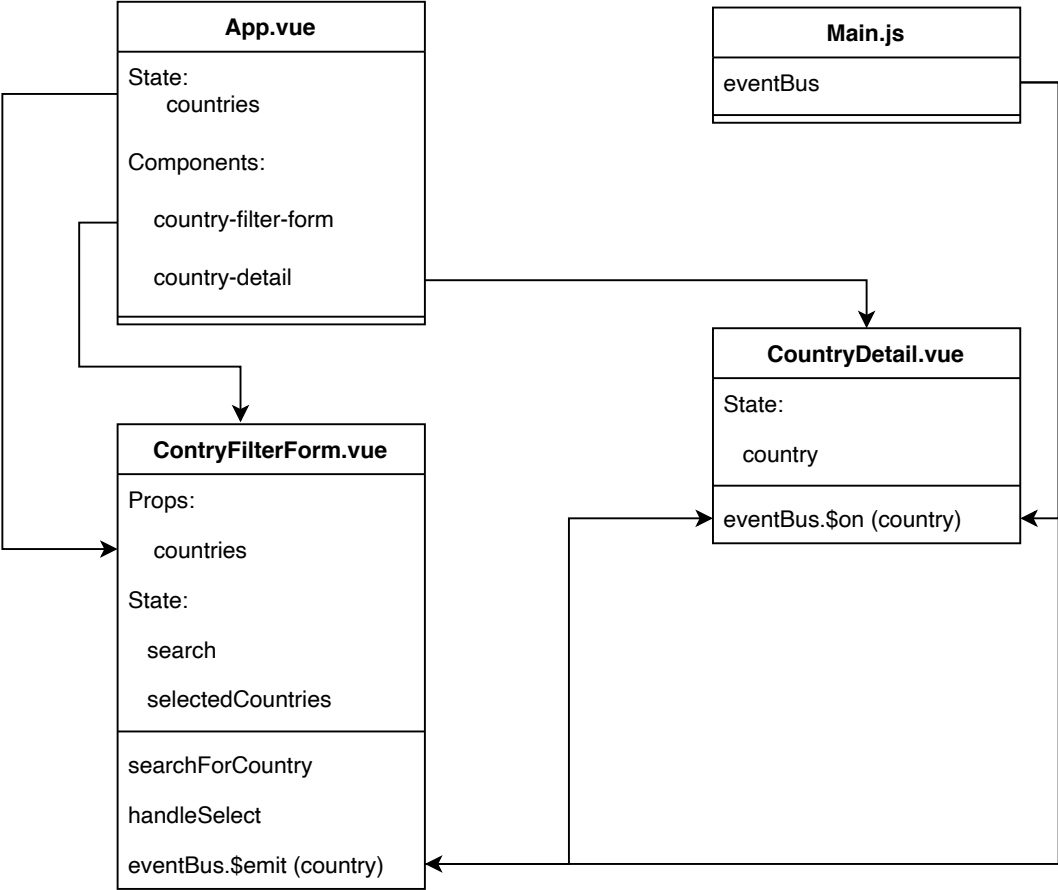 App.vue
State:
countries
Components:
country-filter-form
country-detail
Main.js
eventBus
CountryDetail.vue
State:
country
eventBus.$on (country)
ContryFilterForm.vue
Props:
countries
State:
search
selectedCountries
searchForCountry
handleSelect
eventBus.$emit (country)